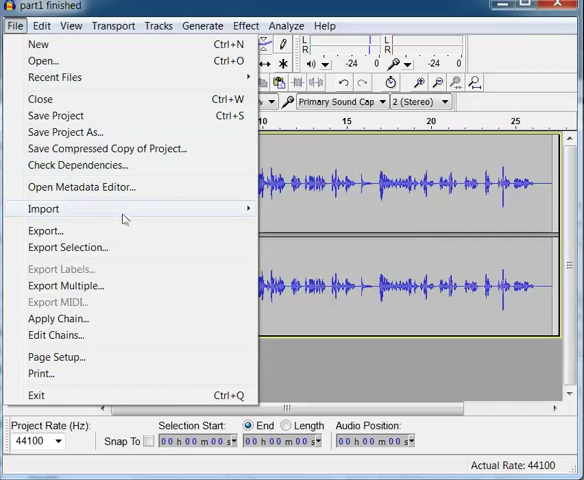 part1 finished
File Edit View Transport Tracks Generate Effect Analyze Help
New Ctrl+N
Open... Ctrl+O
Recent Files
Close Ctrl+W
Save Project Ctrl+S
Save Project As...
Save Compressed Copy of Project...
Check Dependencies...
Open Metadata Editor...
Import
Export...
Export Selection...
Export Labels...
Export Multiple...
Export MIDI...
Apply Chain...
Edit Chains...
Page Setup...
Print...
Exit Ctrl+Q
L
R
-24 0
L
R
-24 0
Primary Sound Cap 2 (Stereo)
10 15 20 25
Project Rate (Hz): Selection Start: End Length Audio Position:
44100 Snap To 00 h 00 m 00 s 00 h 00 m 00 s 00 h 00 m 00 s
Actual Rate: 44100